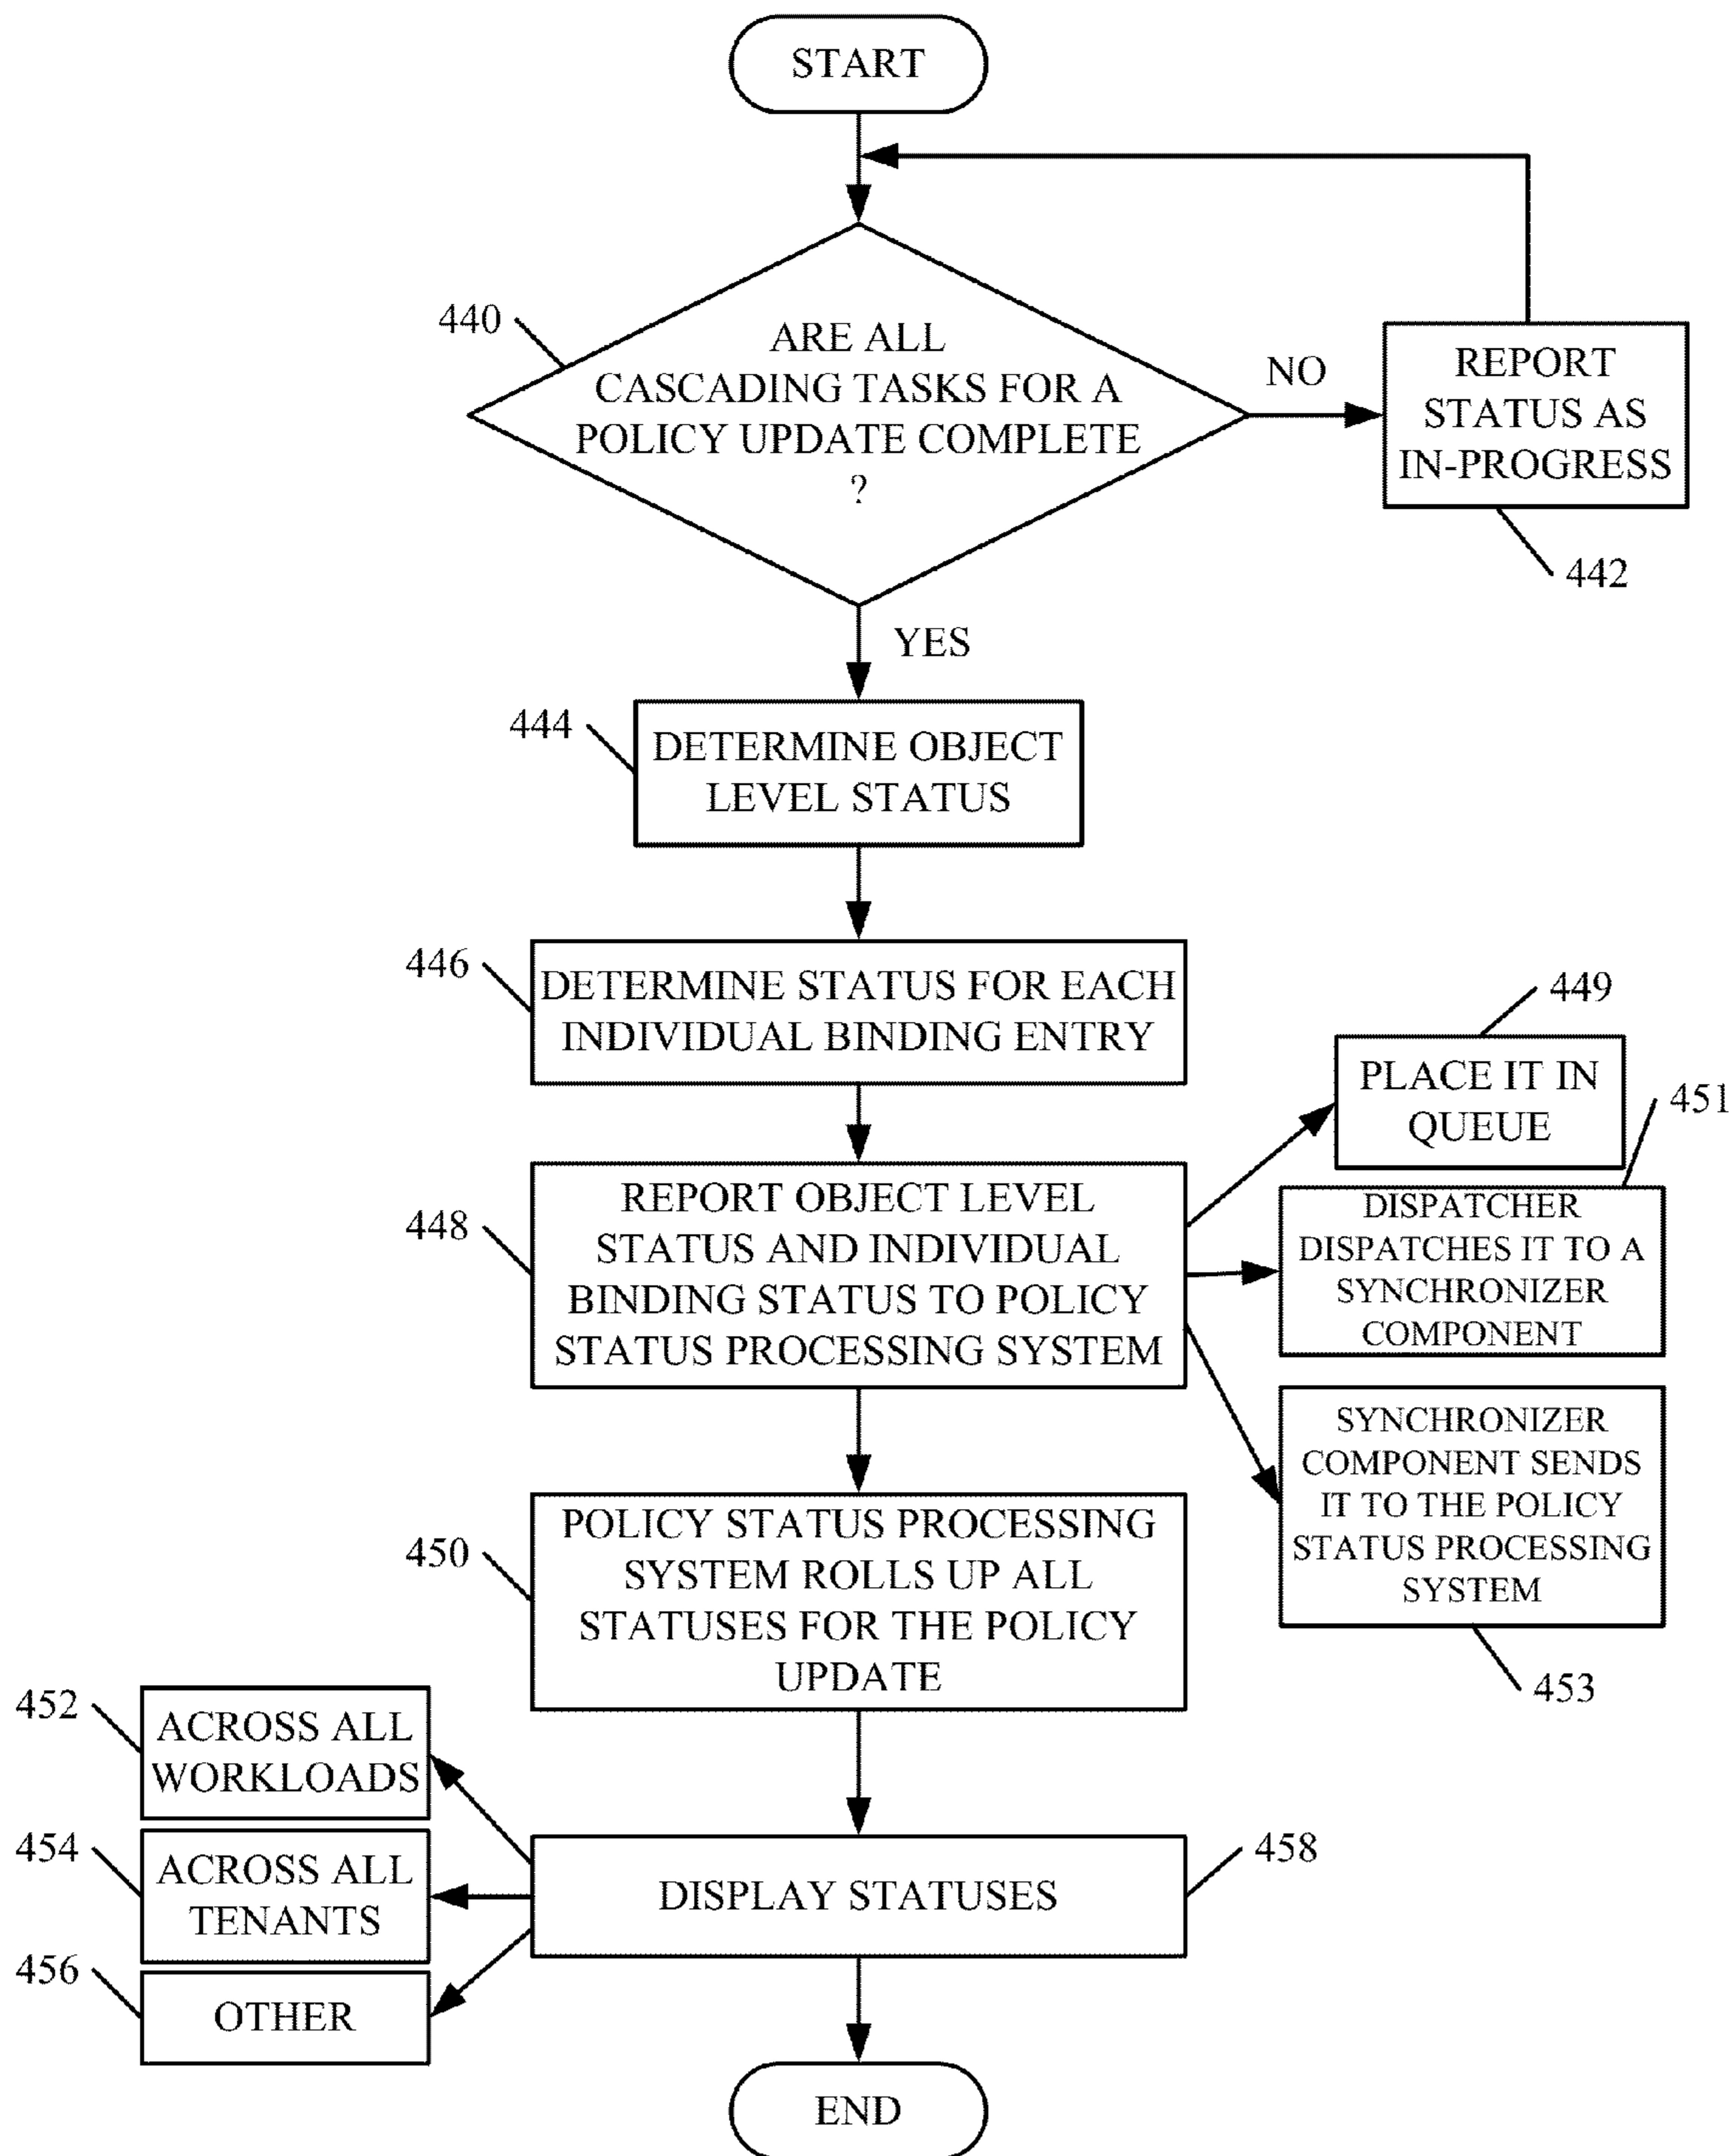 START
440
ARE ALL
CASCADING TASKS FOR A
POLICY UPDATE COMPLETE
?
NO
REPORT
STATUS AS
IN-PROGRESS
442
YES
444
DETERMINE OBJECT
LEVEL STATUS
446
DETERMINE STATUS FOR EACH
INDIVIDUAL BINDING ENTRY
448
REPORT OBJECT LEVEL
STATUS AND INDIVIDUAL
BINDING STATUS TO POLICY
STATUS PROCESSING SYSTEM
449
PLACE IT IN
QUEUE
451
DISPATCHER
DISPATCHES IT TO A
SYNCHRONIZER
COMPONENT
SYNCHRONIZER
COMPONENT SENDS
IT TO THE POLICY
STATUS PROCESSING
SYSTEM
453
450
POLICY STATUS PROCESSING
SYSTEM ROLLS UP ALL
STATUSES FOR THE POLICY
UPDATE
452
ACROSS ALL
WORKLOADS
454
ACROSS ALL
TENANTS
456
OTHER
DISPLAY STATUSES
458
END